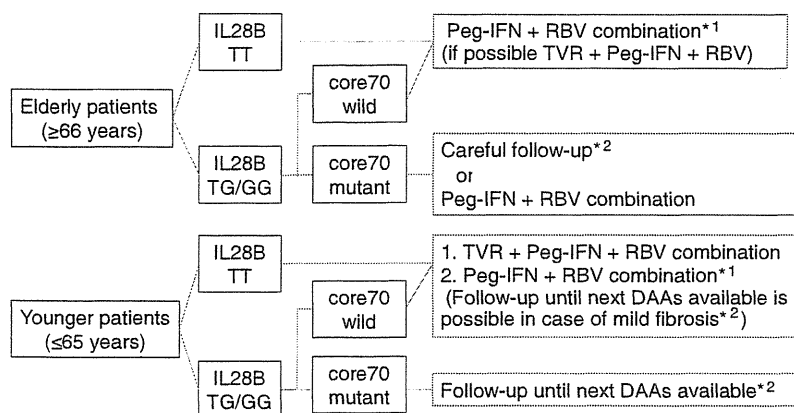 IL28B
TT
Peg-IFN + RBV combination*1
(if possible TVR + Peg-IFN + RBV)
core70
wild
Elderly patients
(≥66 years)
IL28B
TG/GG
core70
mutant
Careful follow-up*2
or
Peg-IFN + RBV combination
IL28B
TT
1. TVR + Peg-IFN + RBV combination
2. Peg-IFN + RBV combination*1
(Follow-up until next DAAs available is
possible in case of mild fibrosis*2)
core70
wild
Younger patients
(≤65 years)
IL28B
TG/GG
core70
mutant
Follow-up until next DAAs available*2